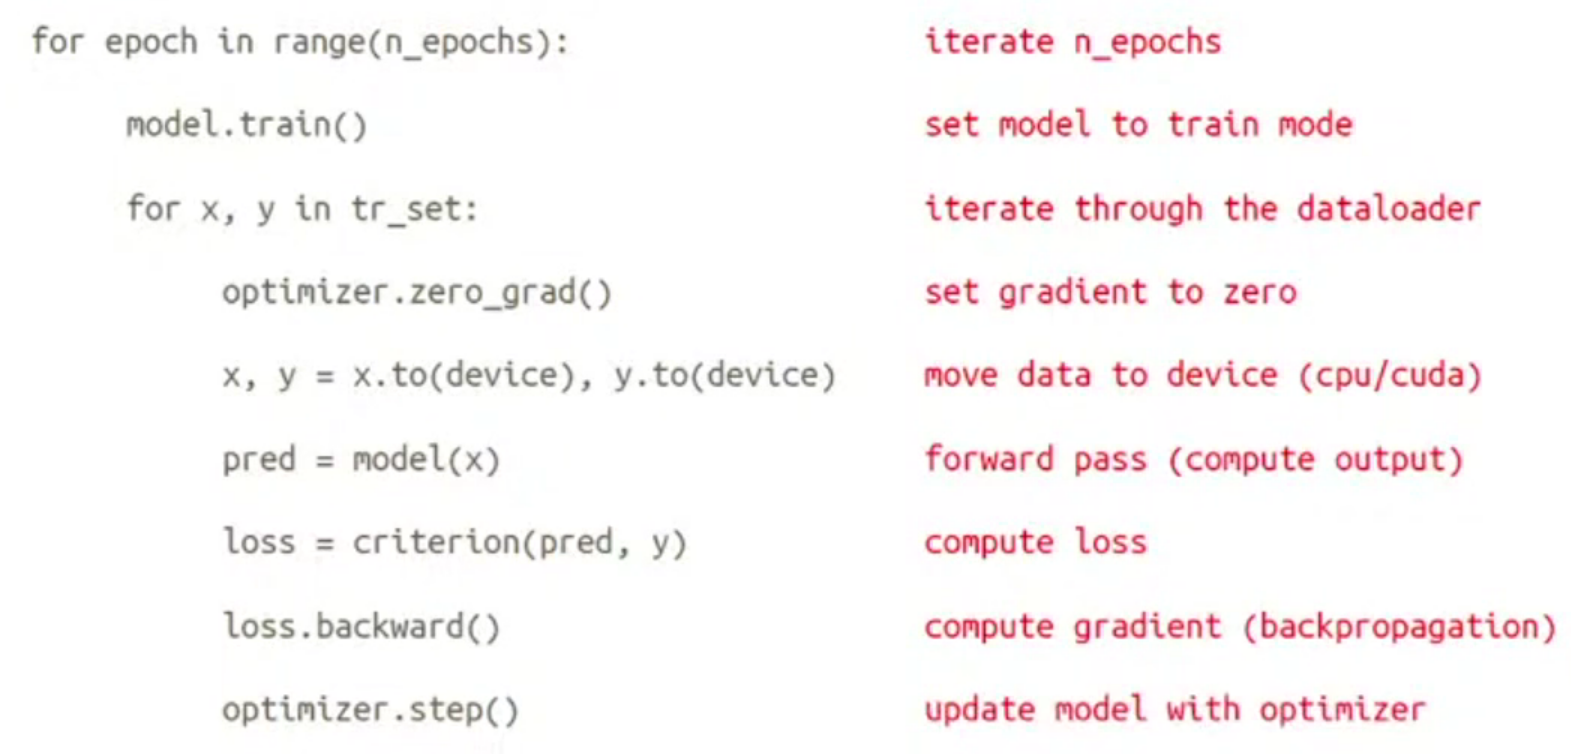 for epoch in range(n_epochs): iterate n_epochs
model.train() set model to train mode
for x, y in tr_set: iterate through the dataloader
optimizer.zero_grad() set gradient to zero
x, y = x.to(device), y.to(device) move data to device (cpu/cuda)
pred = model(x) forward pass (compute output)
loss = criterion(pred, y) compute loss
loss.backward() compute gradient (backpropagation)
optimizer.step() update model with optimizer